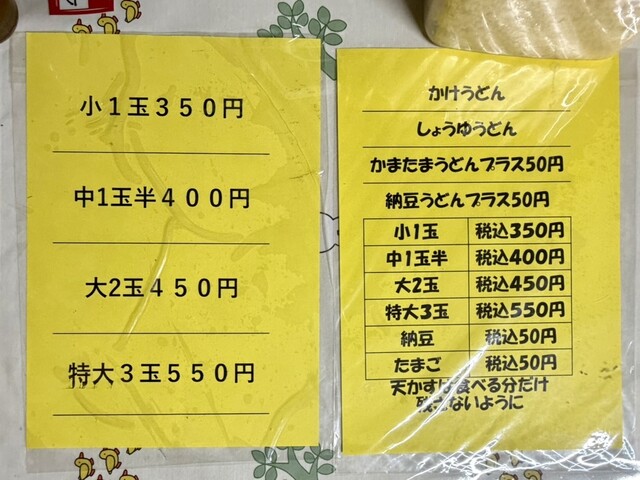 小1玉350円
中1玉半400円
大2玉450円
特大3玉550円
かけうどん
しょうゆうどん
かまたまうどんプラス50円
納豆うどんプラス50円
小1玉 税込350円
中1玉半 税込400円
大2玉 税込450円
特大3玉 税込550円
納豆 税込50円
たまご 税込50円
天かすは食べる分だけ
残さないように